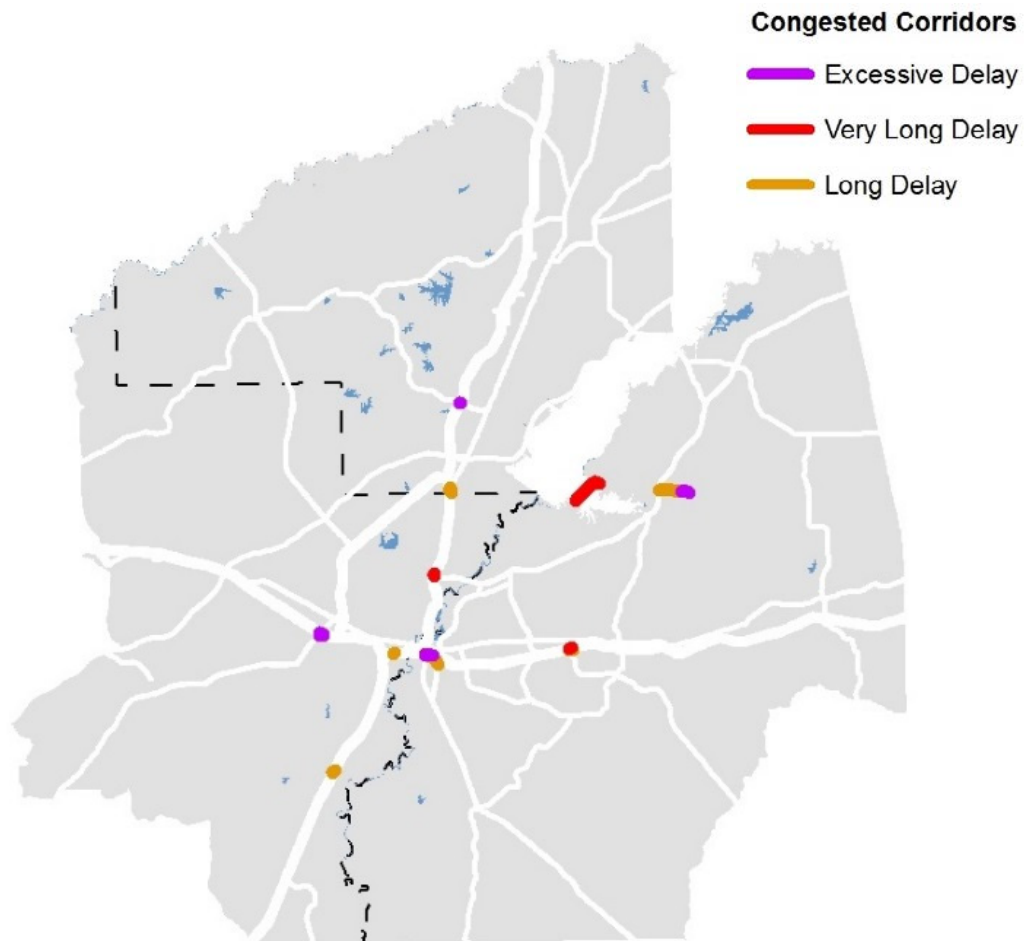 Congested Corridors
Excessive Delay
Very Long Delay
Long Delay